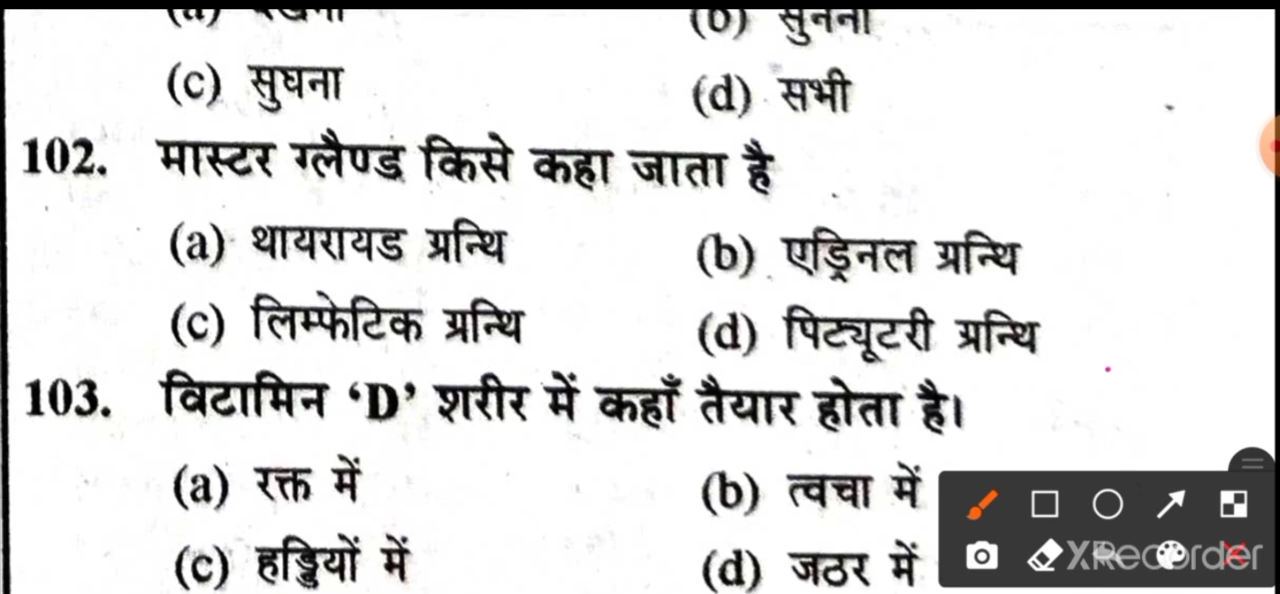 (b) सुनना
(c) सुघना (d) सभी
102. मास्टर ग्लैण्ड किसे कहा जाता है
(a) थायरायड ग्रन्थि (b) एड्रिनल ग्रन्थि
(c) लिम्फेटिक ग्रन्थि (d) पिट्यूटरी ग्रन्थि
103. विटामिन ‘D’ शरीर में कहाँ तैयार होता है।
(a) रक्त में (b) त्वचा में
(c) हड्डियों में (d) जठर में
XRecorder